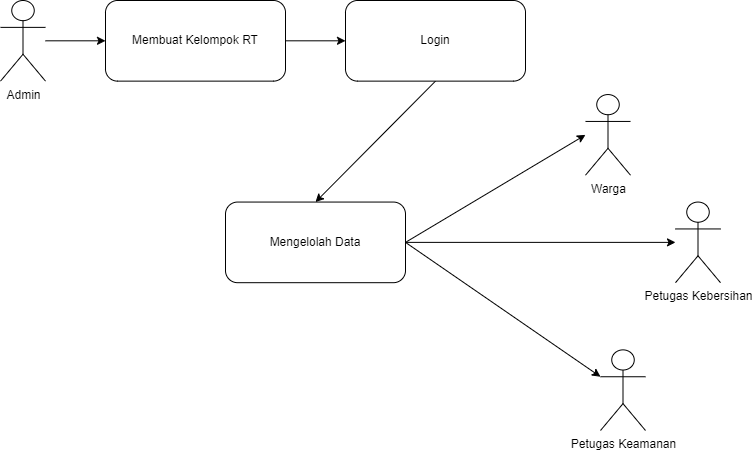 Membuat Kelompok RT
Login
Admin
Warga
Mengelolah Data
Petugas Kebersihan
Petugas Keamanan